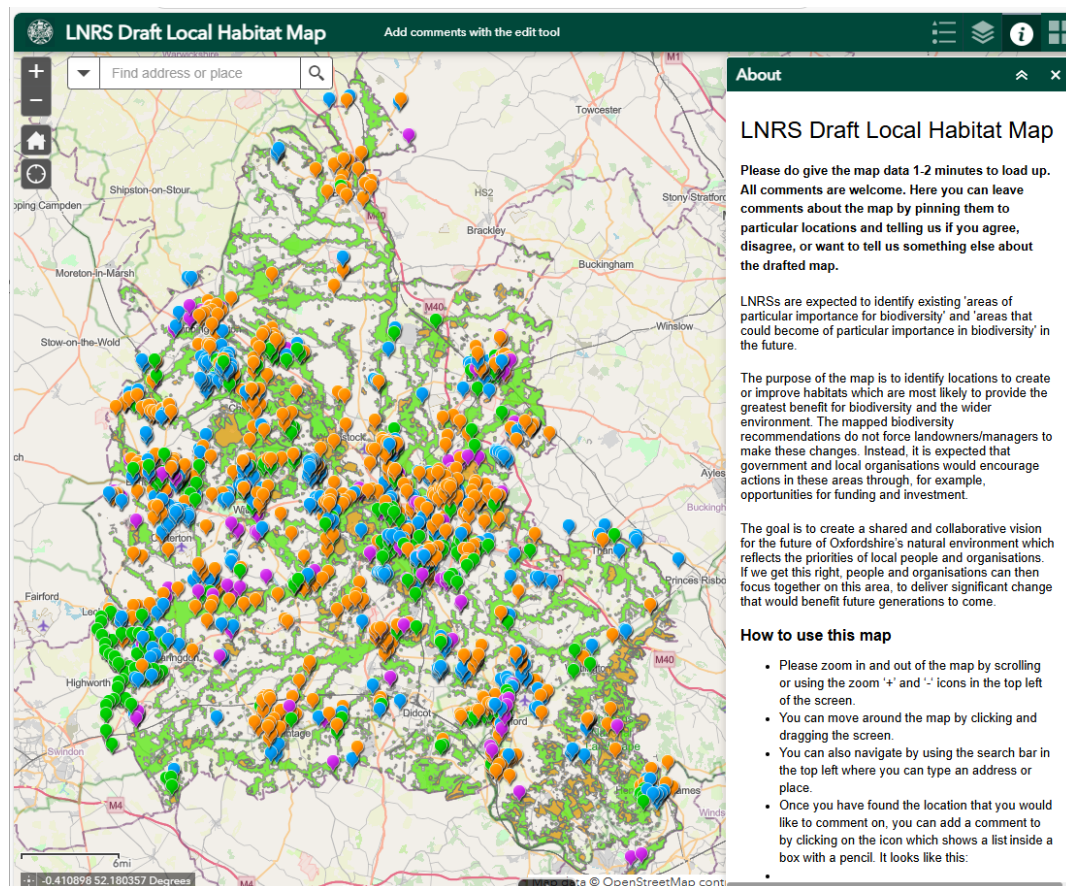 LNRS Draft Local Habitat Map
Add comments with the edit tool
Find address or place
About
LNRS Draft Local Habitat Map
Please do give the map data 1-2 minutes to load up.
All comments are welcome. Here you can leave
comments about the map by pinning them to
particular locations and telling us if you agree,
disagree, or want to tell us something else about
the drafted map.
LNRSs are expected to identify existing 'areas of
particular importance for biodiversity' and 'areas that
could become of particular importance in biodiversity' in
the future.
The purpose of the map is to identify locations to create
or improve habitats which are most likely to provide the
greatest benefit for biodiversity and the wider
environment. The mapped biodiversity
recommendations do not force landowners/managers to
make these changes. Instead, it is expected that
government and local organisations would encourage
actions in these areas through, for example,
opportunities for funding and investment.
The goal is to create a shared and collaborative vision
for the future of Oxfordshire's natural environment which
reflects the priorities of local people and organisations.
If we get this right, people and organisations can then
focus together on this area, to deliver significant change
that would benefit future generations to come.
How to use this map
• Please zoom in and out of the map by scrolling
or using the zoom '+' and '-' icons in the top left
of the screen.
• You can move around the map by clicking and
dragging the screen.
• You can also navigate by using the search bar in
the top left where you can type an address or
place.
• Once you have found the location that you would
like to comment on, you can add a comment to
by clicking on the icon which shows a list inside a
box with a pencil. It looks like this:
Warwickshire
M1
Towcester
Shipston-on-Stour
HS2
Stony Stratford
pping Campden
Brackley
Buckingham
Moreton-in-Marsh
M40
Winslow
Stow-on-the-Wold
Ayles
Buckingh
Princes Risbo
Fairford
M40
Highworth
Didcot
Swindon
M4
Winds
6mi
-0.410898 52.180357 Degrees
M4
Map data © OpenStreetMap cont